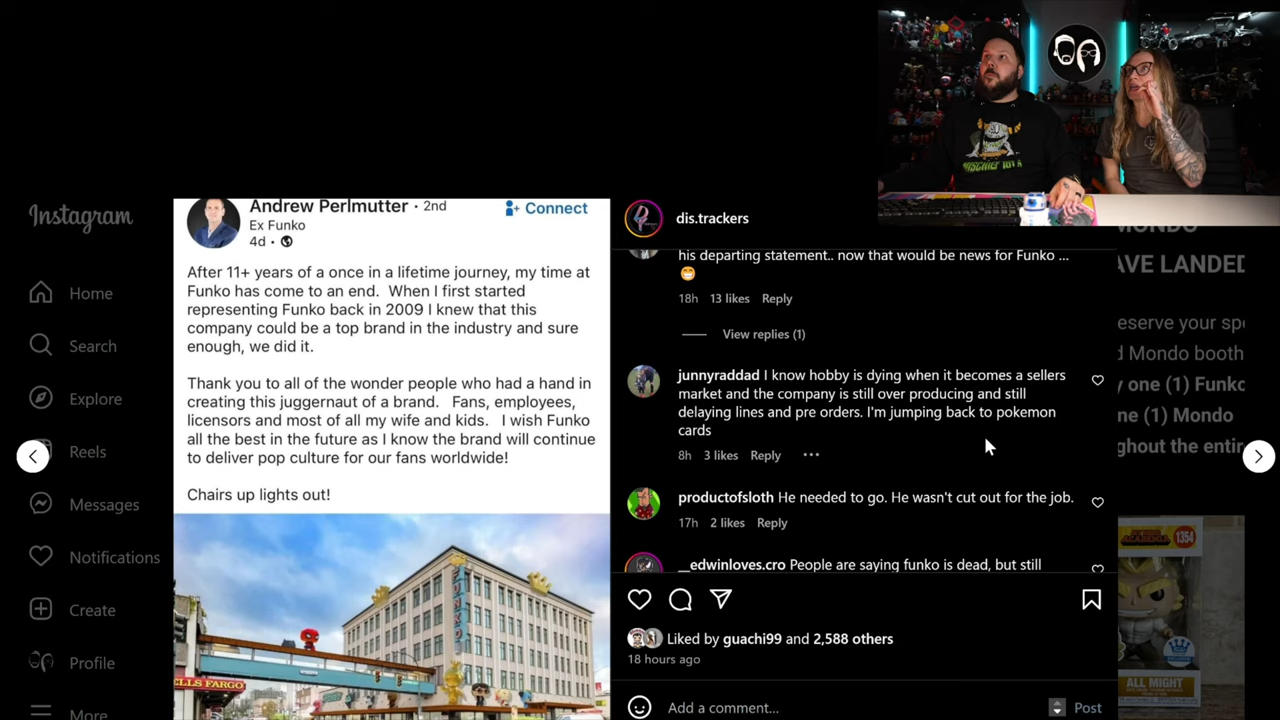 Instagram
Home
Search
Explore
Reels
Messages
Notifications
Create
Profile
More
Andrew Perlmutter · 2nd
Connect
Ex Funko
4d ·
After 11+ years of a once in a lifetime journey, my time at
Funko has come to an end. When I first started
representing Funko back in 2009 I knew that this
company could be a top brand in the industry and sure
enough, we did it.
Thank you to all of the wonder people who had a hand in
creating this juggernaut of a brand. Fans, employees,
licensors and most of all my wife and kids. I wish Funko
all the best in the future as I know the brand will continue
to deliver pop culture for our fans worldwide!
Chairs up lights out!
FUNKO
ELLS FARGO
dis.trackers
his departing statement.. now that would be news for Funko ...
18h 13 likes Reply
View replies (1)
junnyraddad I know hobby is dying when it becomes a sellers
market and the company is still over producing and still
delaying lines and pre orders. I'm jumping back to pokemon
cards
8h 3 likes Reply
productofsloth He needed to go. He wasn't cut out for the job.
17h 2 likes Reply
__edwinloves.cro People are saying funko is dead, but still
Liked by guachi99 and 2,588 others
18 hours ago
Add a comment...
Post
MONDO
AVE LANDED
eserve your sp
d Mondo booth
y one (1) Funko
one (1) Mondo
ghout the entir
1354
ALL MIGHT